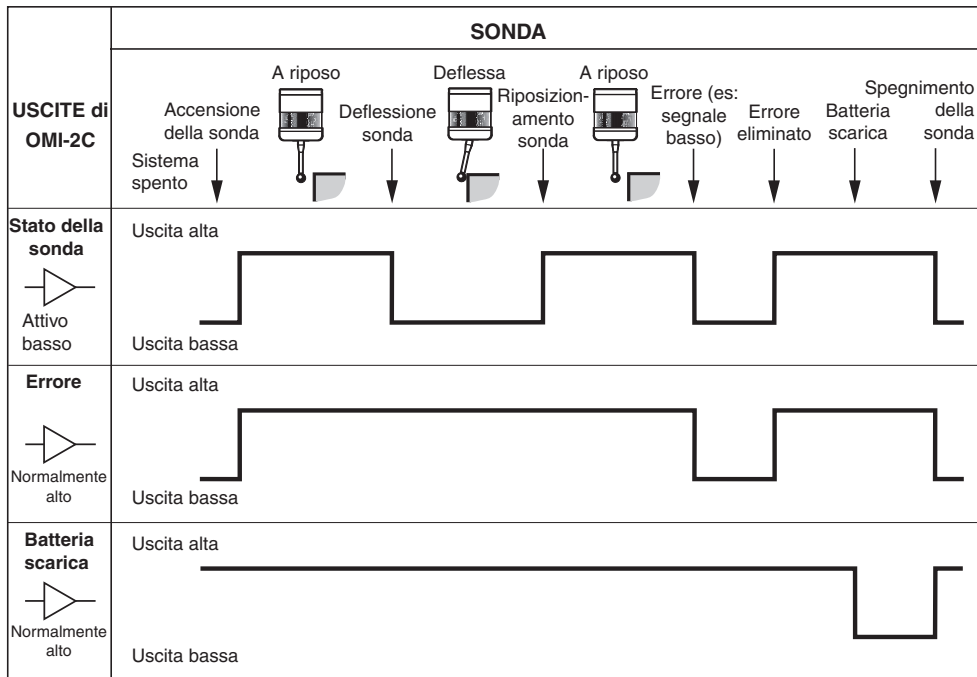 SONDA
USCITE di
OMI-2C
Sistema
spento
Accensione
della sonda
A riposo
Deflessione
sonda
Deflessa
Riposizion-
amento
sonda
A riposo
Errore (es:
segnale
basso)
Errore
eliminato
Batteria
scarica
Spegnimento
della
sonda
Stato della
sonda
Attivo
basso
Uscita alta
Uscita bassa
Errore
Normalmente
alto
Uscita alta
Uscita bassa
Batteria
scarica
Normalmente
alto
Uscita alta
Uscita bassa